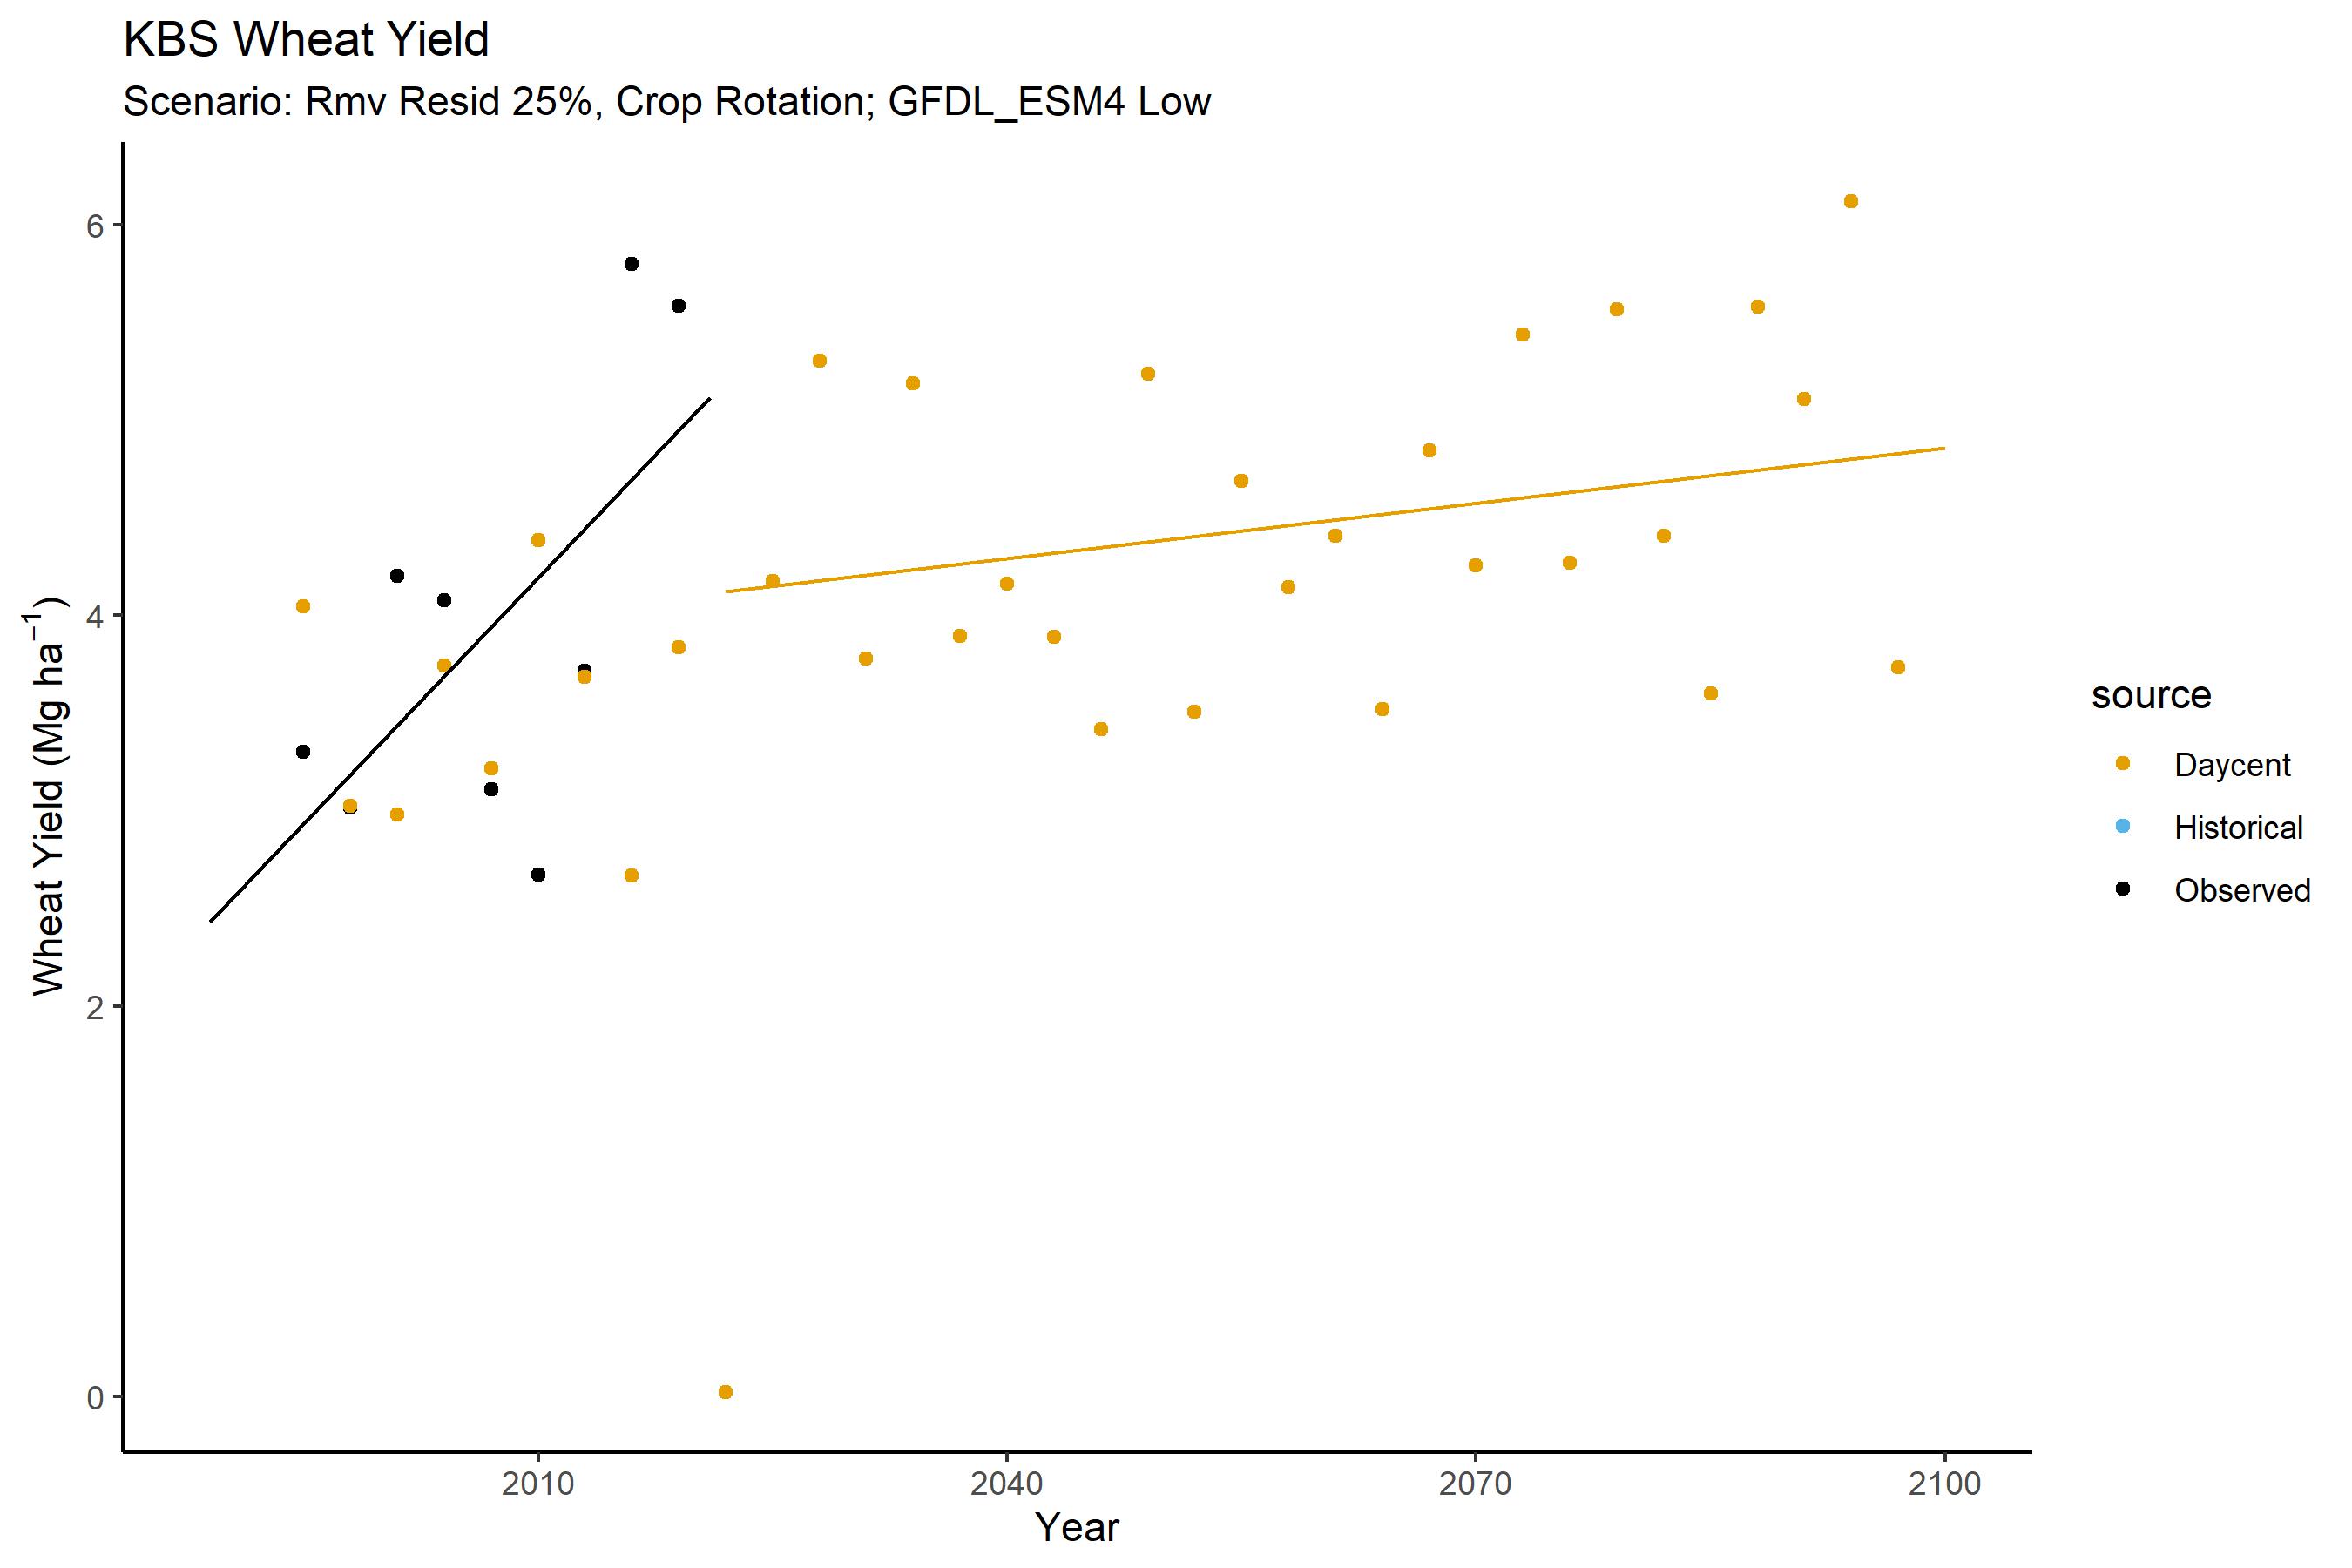 KBS Wheat Yield
Scenario: Rmv Resid 25%, Crop Rotation; GFDL_ESM4 Low
Wheat Yield (Mg ha⁻¹)
6
4
2
0
2010
2040
2070
2100
Year
source
Daycent
Historical
Observed